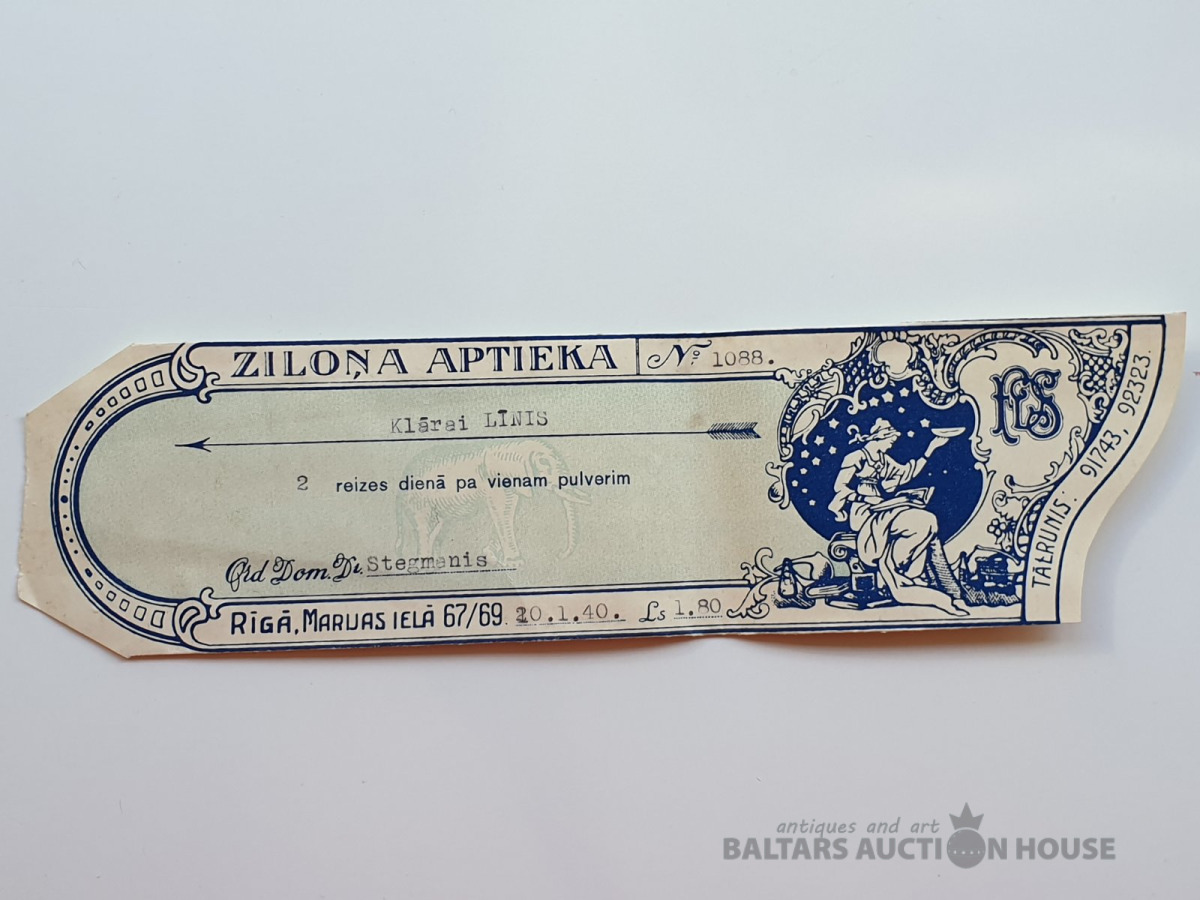 ZILOŅA APTIEKA № 1088.
Klārai LĪNIS
2 reizes dienā pa vienam pulverim
Ord. Dom. Dr. Stegmanis
RĪGĀ, MARIJAS IELĀ 67/69. 20.1.40. Ls 1.80
TĀLRUNIS: 91743, 92323.
antiques and art
BALTARS AUCTION HOUSE